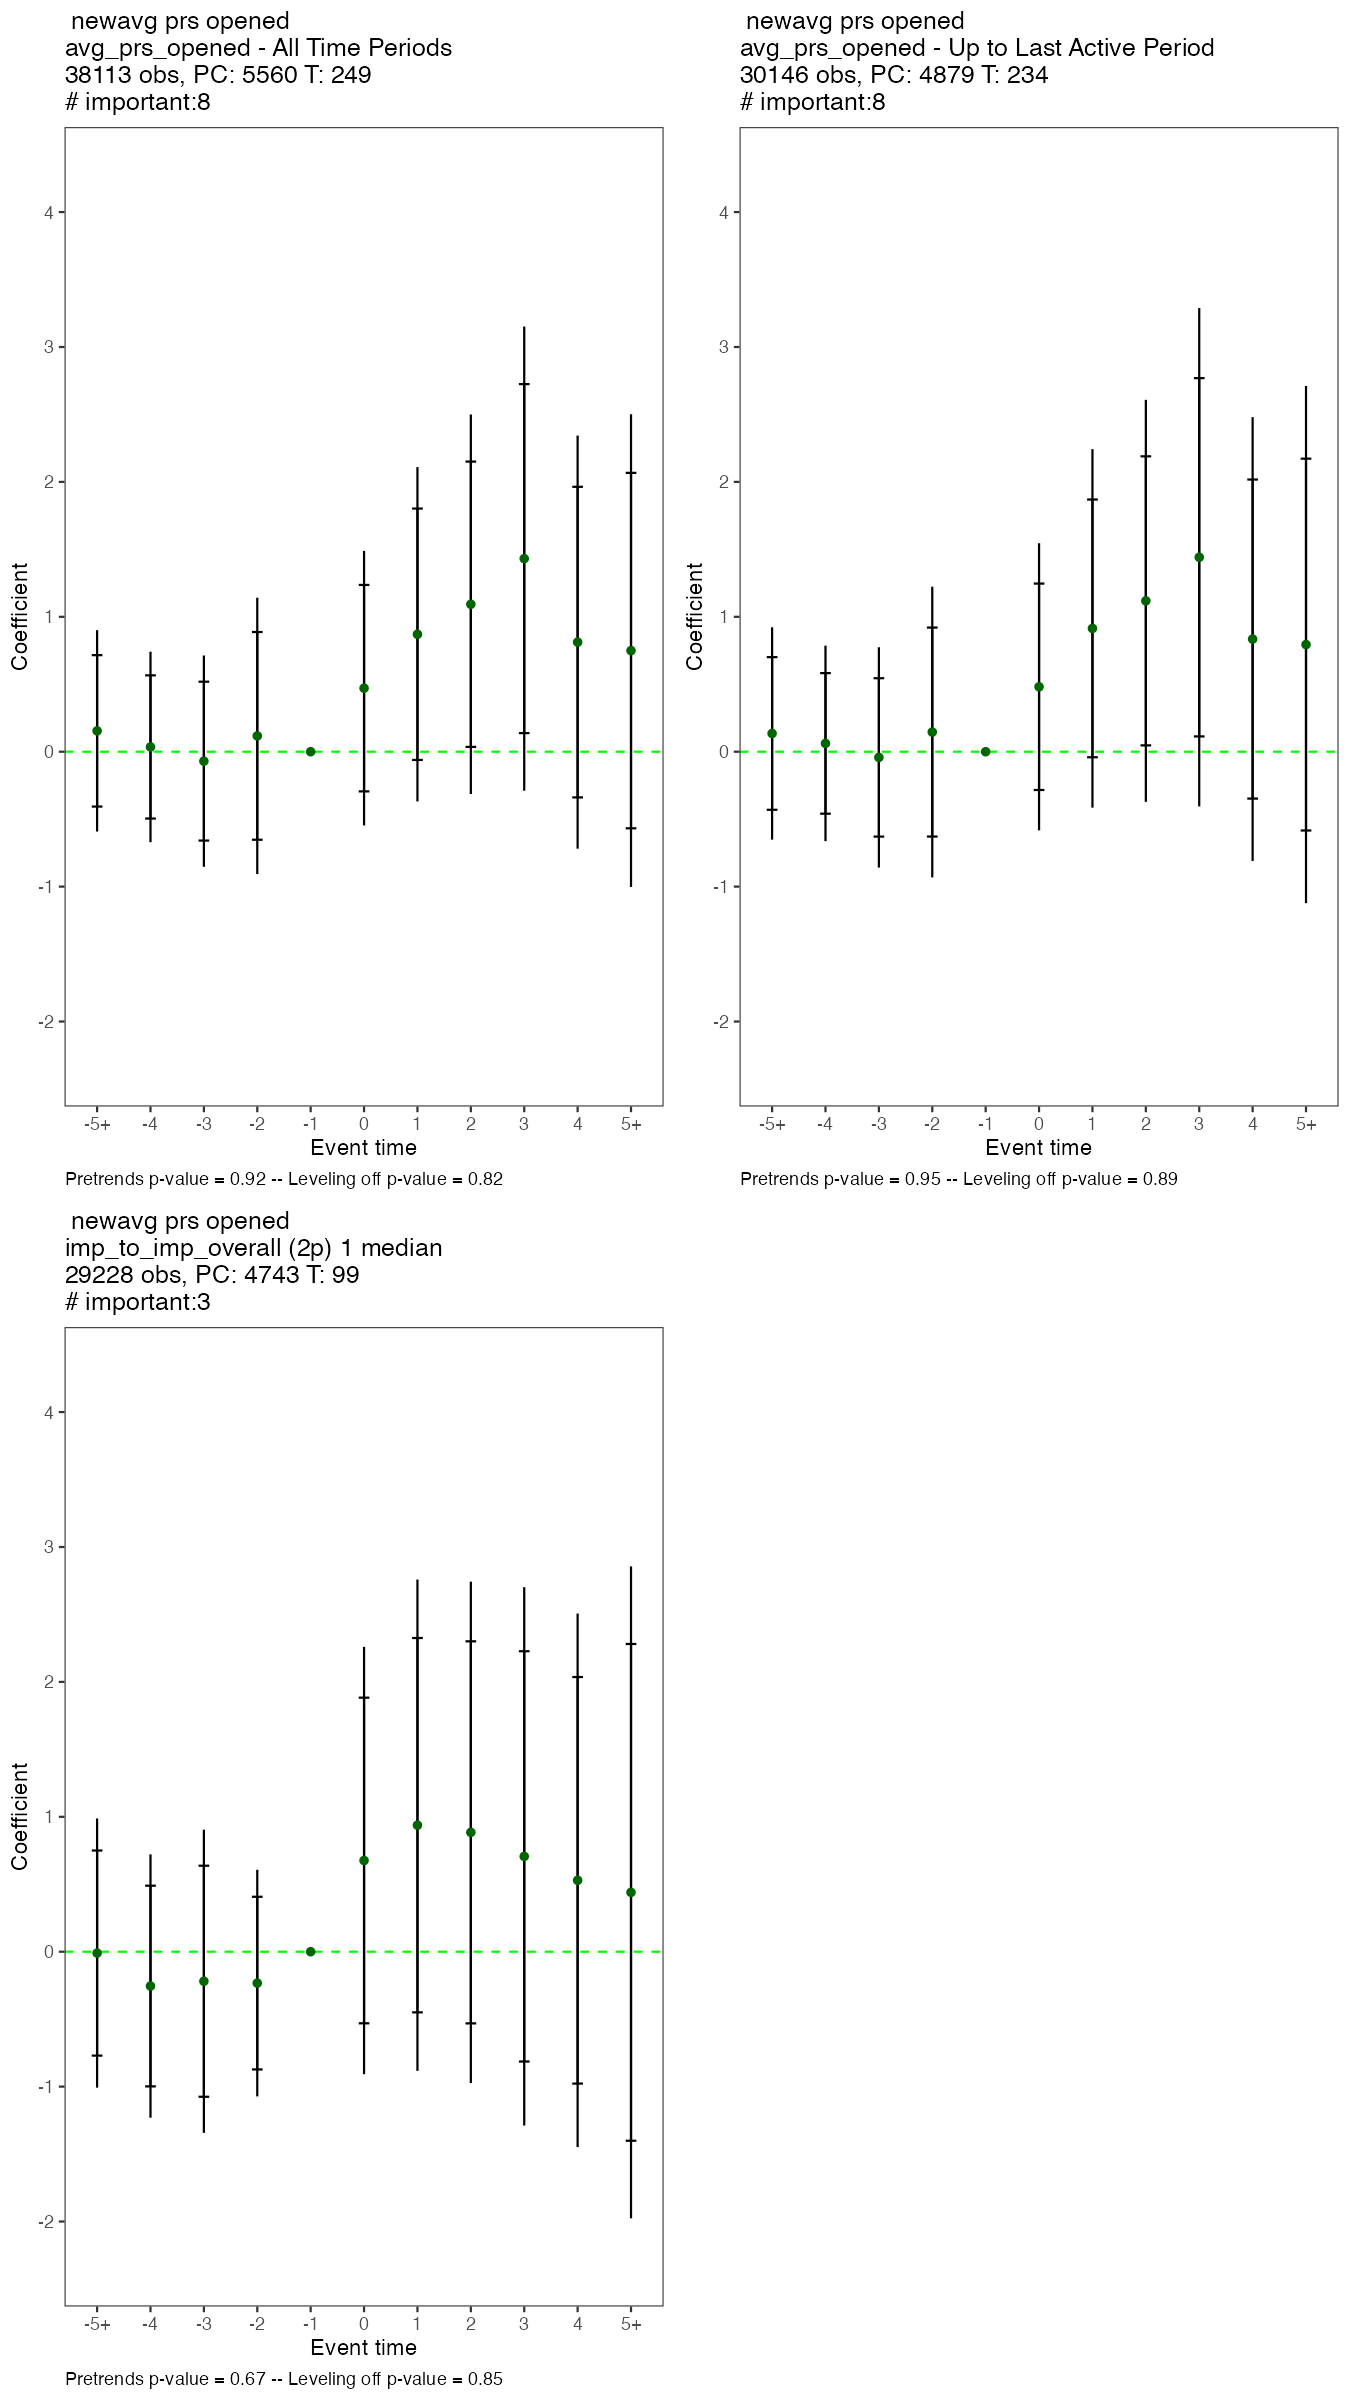 newavg prs opened
avg_prs_opened - All Time Periods
38113 obs, PC: 5560 T: 249
# important:8
4
3
2
1
0
-1
-2
Coefficient
-5+ -4 -3 -2 -1 0 1 2 3 4 5+
Event time
Pretrends p-value = 0.92 -- Leveling off p-value = 0.82
newavg prs opened
avg_prs_opened - Up to Last Active Period
30146 obs, PC: 4879 T: 234
# important:8
4
3
2
1
0
-1
-2
Coefficient
-5+ -4 -3 -2 -1 0 1 2 3 4 5+
Event time
Pretrends p-value = 0.95 -- Leveling off p-value = 0.89
newavg prs opened
imp_to_imp_overall (2p) 1 median
29228 obs, PC: 4743 T: 99
# important:3
4
3
2
1
0
-1
-2
Coefficient
-5+ -4 -3 -2 -1 0 1 2 3 4 5+
Event time
Pretrends p-value = 0.67 -- Leveling off p-value = 0.85